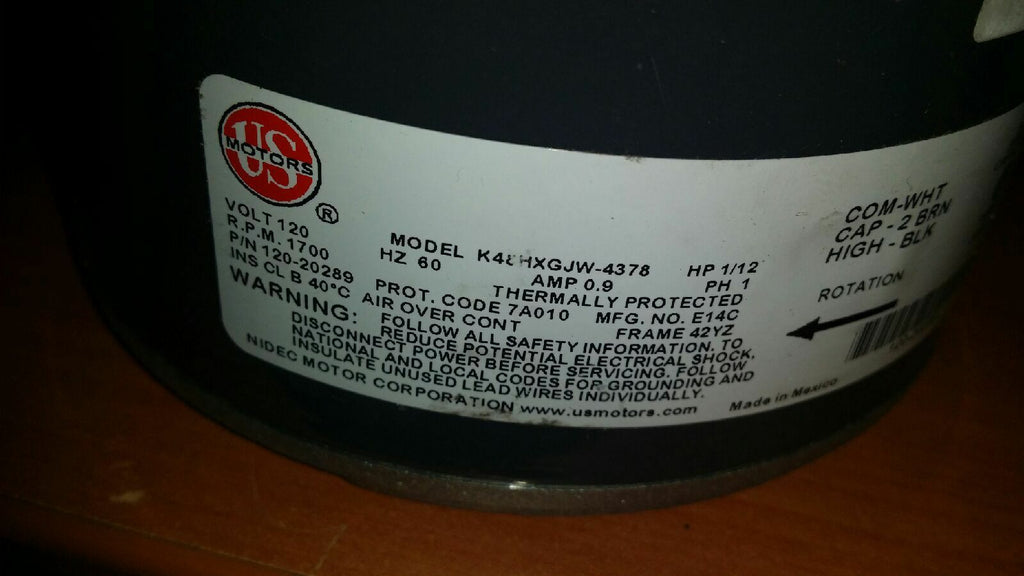 US
MOTORS
®
VOLT 120
R.P.M. 1700
P/N 120-20289
INS CL B 40°C
MODEL HXGJW-4378 HP 1/12
HZ 60 AMP 0.9 PH 1
THERMALLY PROTECTED
PROT. CODE 7A010 MFG. NO. E14C
AIR OVER CONT FRAME 42YZ
WARNING: FOLLOW ALL SAFETY INFORMATION. TO
REDUCE POTENTIAL ELECTRICAL SHOCK,
DISCONNECT POWER BEFORE SERVICING. FOLLOW
NATIONAL AND LOCAL CODES FOR GROUNDING AND
INSULATE UNUSED LEAD WIRES INDIVIDUALLY.
NIDEC MOTOR CORPORATION www.usmotors.com Made in Mexico
COM-WHT
CAP - 2 BRN
HIGH - BLK
ROTATION